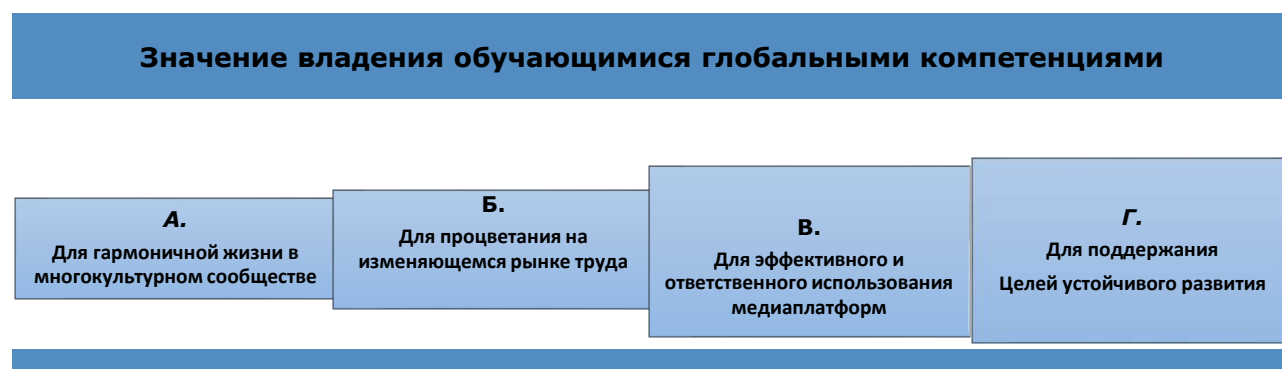 Значение владения обучающимися глобальными компетенциями
А.
Для гармоничной жизни в
многокультурном сообществе
Б.
Для процветания на
изменяющемся рынке труда
В.
Для эффективного и
ответственного использования
медиаплатформ
Г.
Для поддержания
Целей устойчивого развития